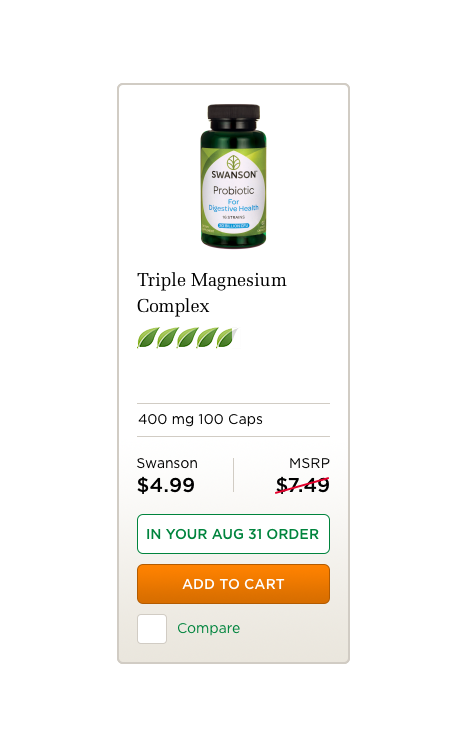 SWANSON
Probiotic
For
Digestive Health
Triple Magnesium
Complex
400 mg 100 Caps
Swanson
MSRP
$4.99
$7.49
IN YOUR AUG 31 ORDER
ADD TO CART
Compare